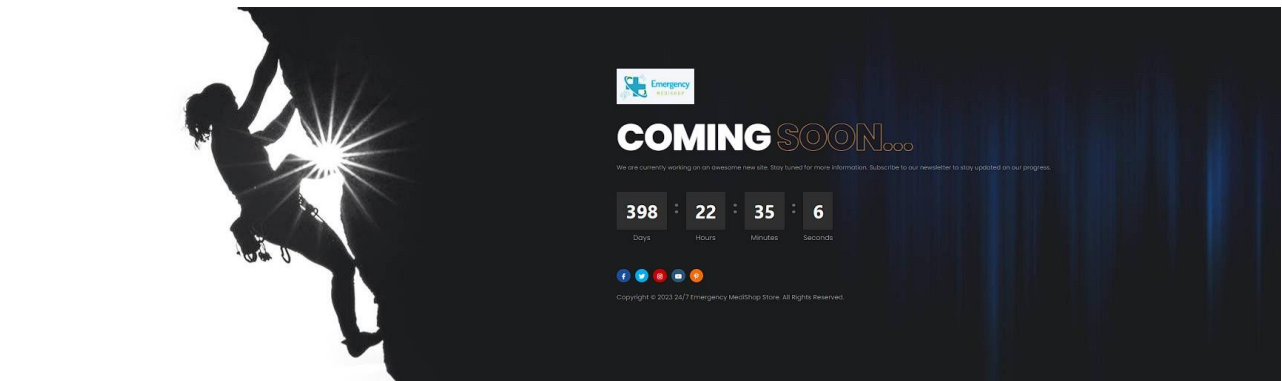 Emergency
MEDISHOP
COMING SOON...
We are currently working on an awesome new site. Stay tuned for more information. Subscribe to our newsletter to stay updated on our progress.
398 : 22 : 35 : 6
Days Hours Minutes Seconds
Copyright © 2023 24/7 Emergency MediShop Store. All Rights Reserved.